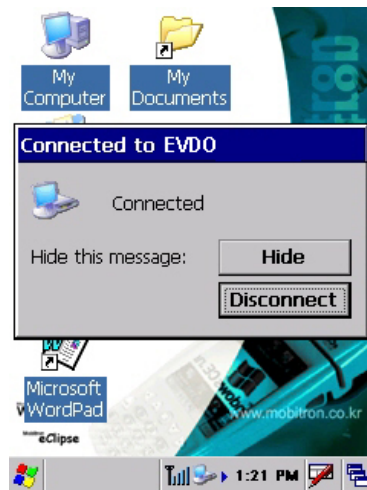 My
Computer
My
Documents
Connected to EVDO
Connected
Hide this message:
Hide
Disconnect
Microsoft
WordPad
www.mobitron.co.kr
eClipse
1:21 PM